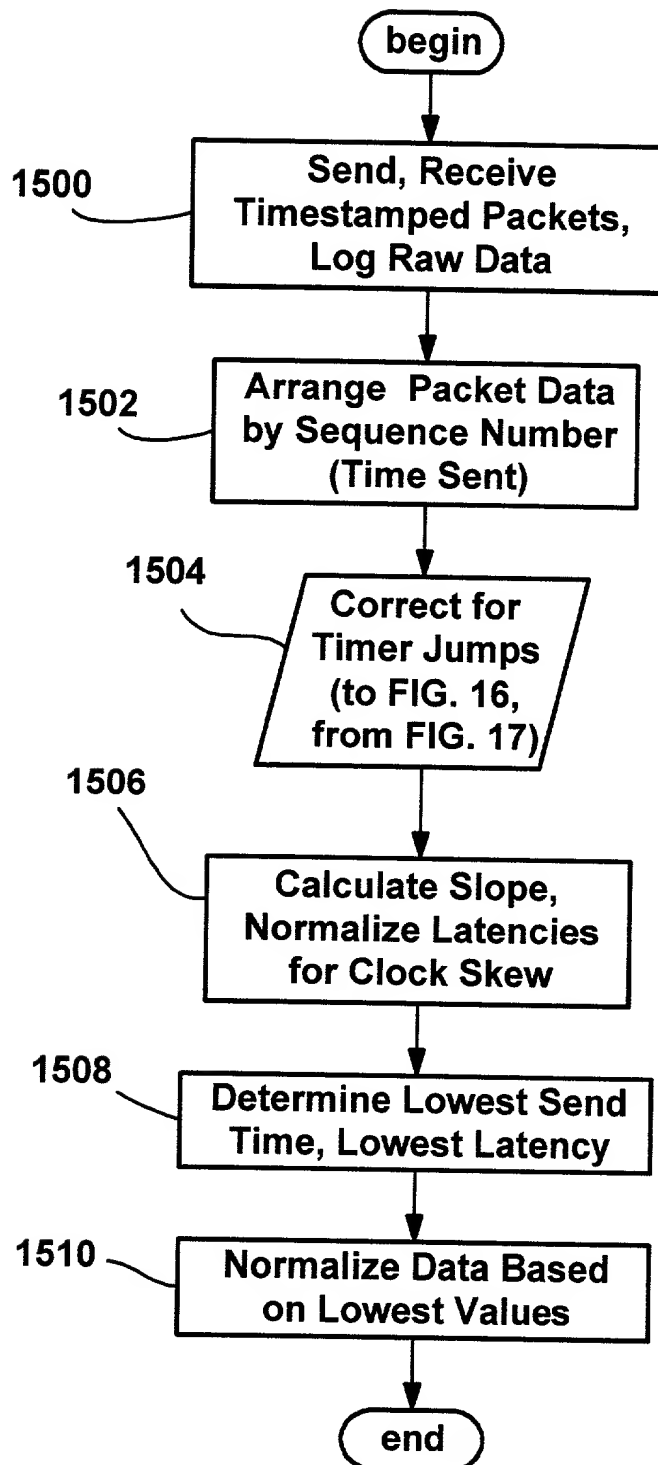 begin
1500
Send, Receive
Timestamped Packets,
Log Raw Data
1502
Arrange Packet Data
by Sequence Number
(Time Sent)
1504
Correct for
Timer Jumps
(to FIG. 16,
from FIG. 17)
1506
Calculate Slope,
Normalize Latencies
for Clock Skew
1508
Determine Lowest Send
Time, Lowest Latency
1510
Normalize Data Based
on Lowest Values
end